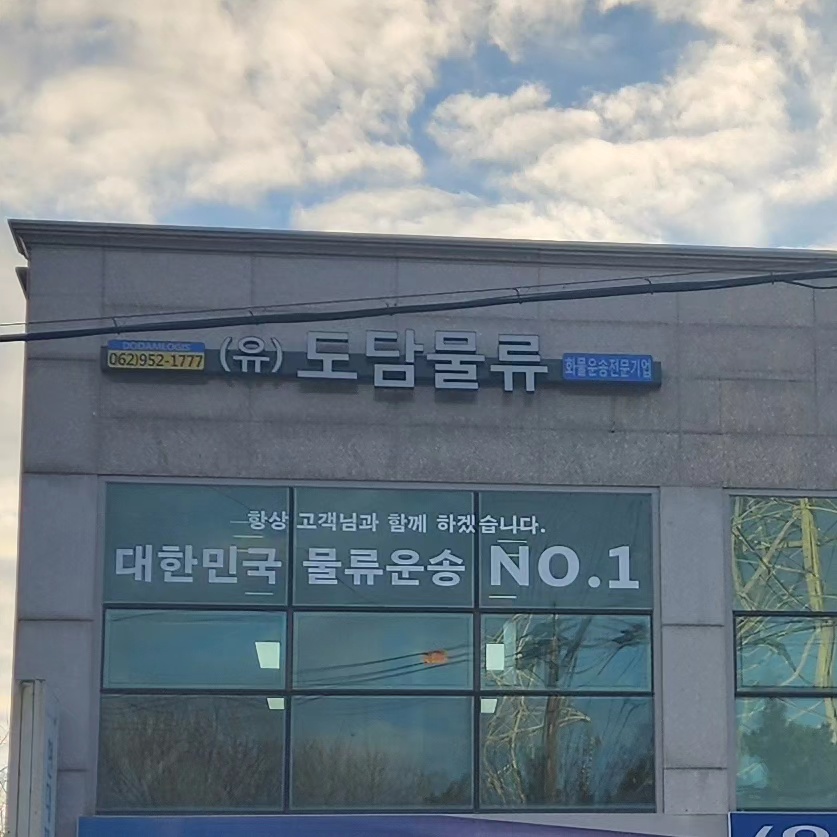 DODAMLOGIS
062)952-1777
(유) 도담물류
화물운송전문기업
항상 고객님과 함께 하겠습니다.
대한민국 물류운송 NO.1